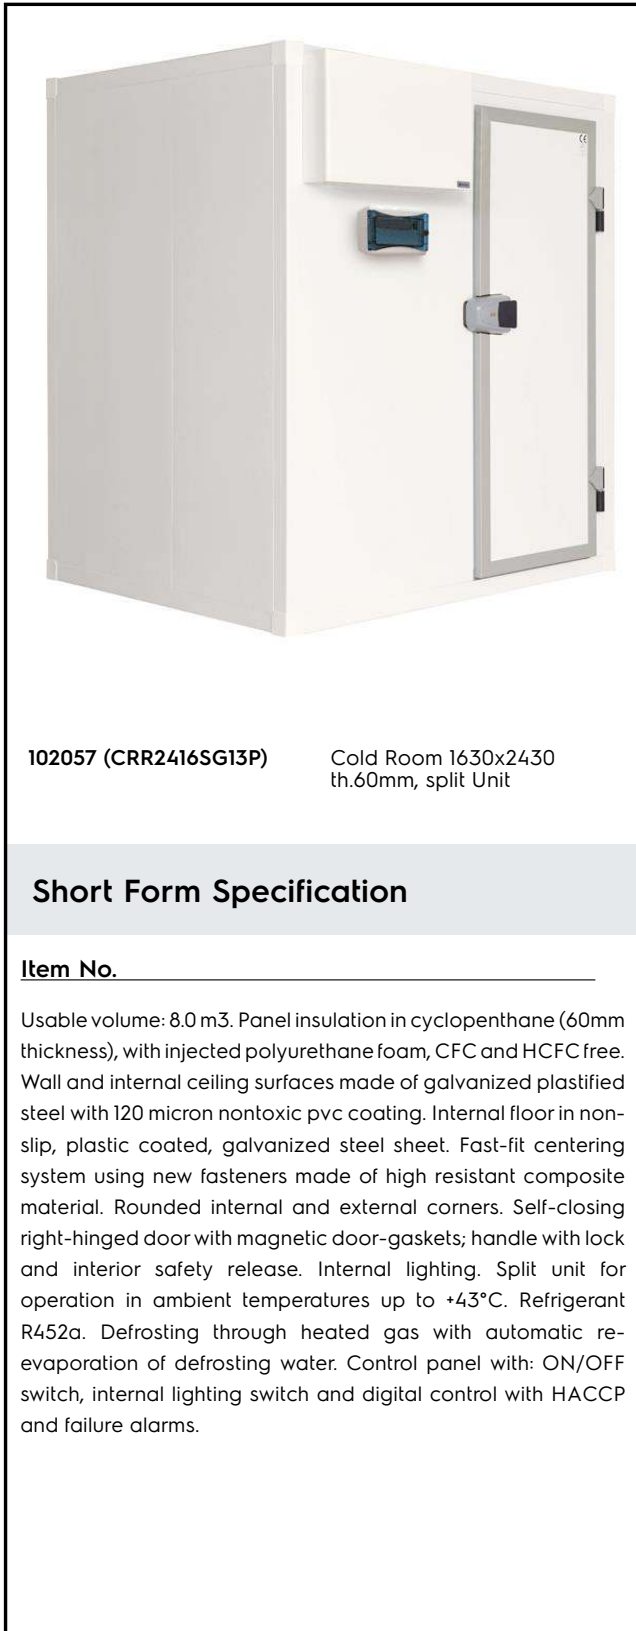 102057 (CRR2416SG13P)
Cold Room 1630x2430
th.60mm, split Unit
Short Form Specification
Item No.
Usable volume: 8.0 m3. Panel insulation in cyclopenthane (60mm
thickness), with injected polyurethane foam, CFC and HCFC free.
Wall and internal ceiling surfaces made of galvanized plastified
steel with 120 micron nontoxic pvc coating. Internal floor in non-
slip, plastic coated, galvanized steel sheet. Fast-fit centering
system using new fasteners made of high resistant composite
material. Rounded internal and external corners. Self-closing
right-hinged door with magnetic door-gaskets; handle with lock
and interior safety release. Internal lighting. Split unit for
operation in ambient temperatures up to +43°C. Refrigerant
R452a. Defrosting through heated gas with automatic re-
evaporation of defrosting water. Control panel with: ON/OFF
switch, internal lighting switch and digital control with HACCP
and failure alarms.